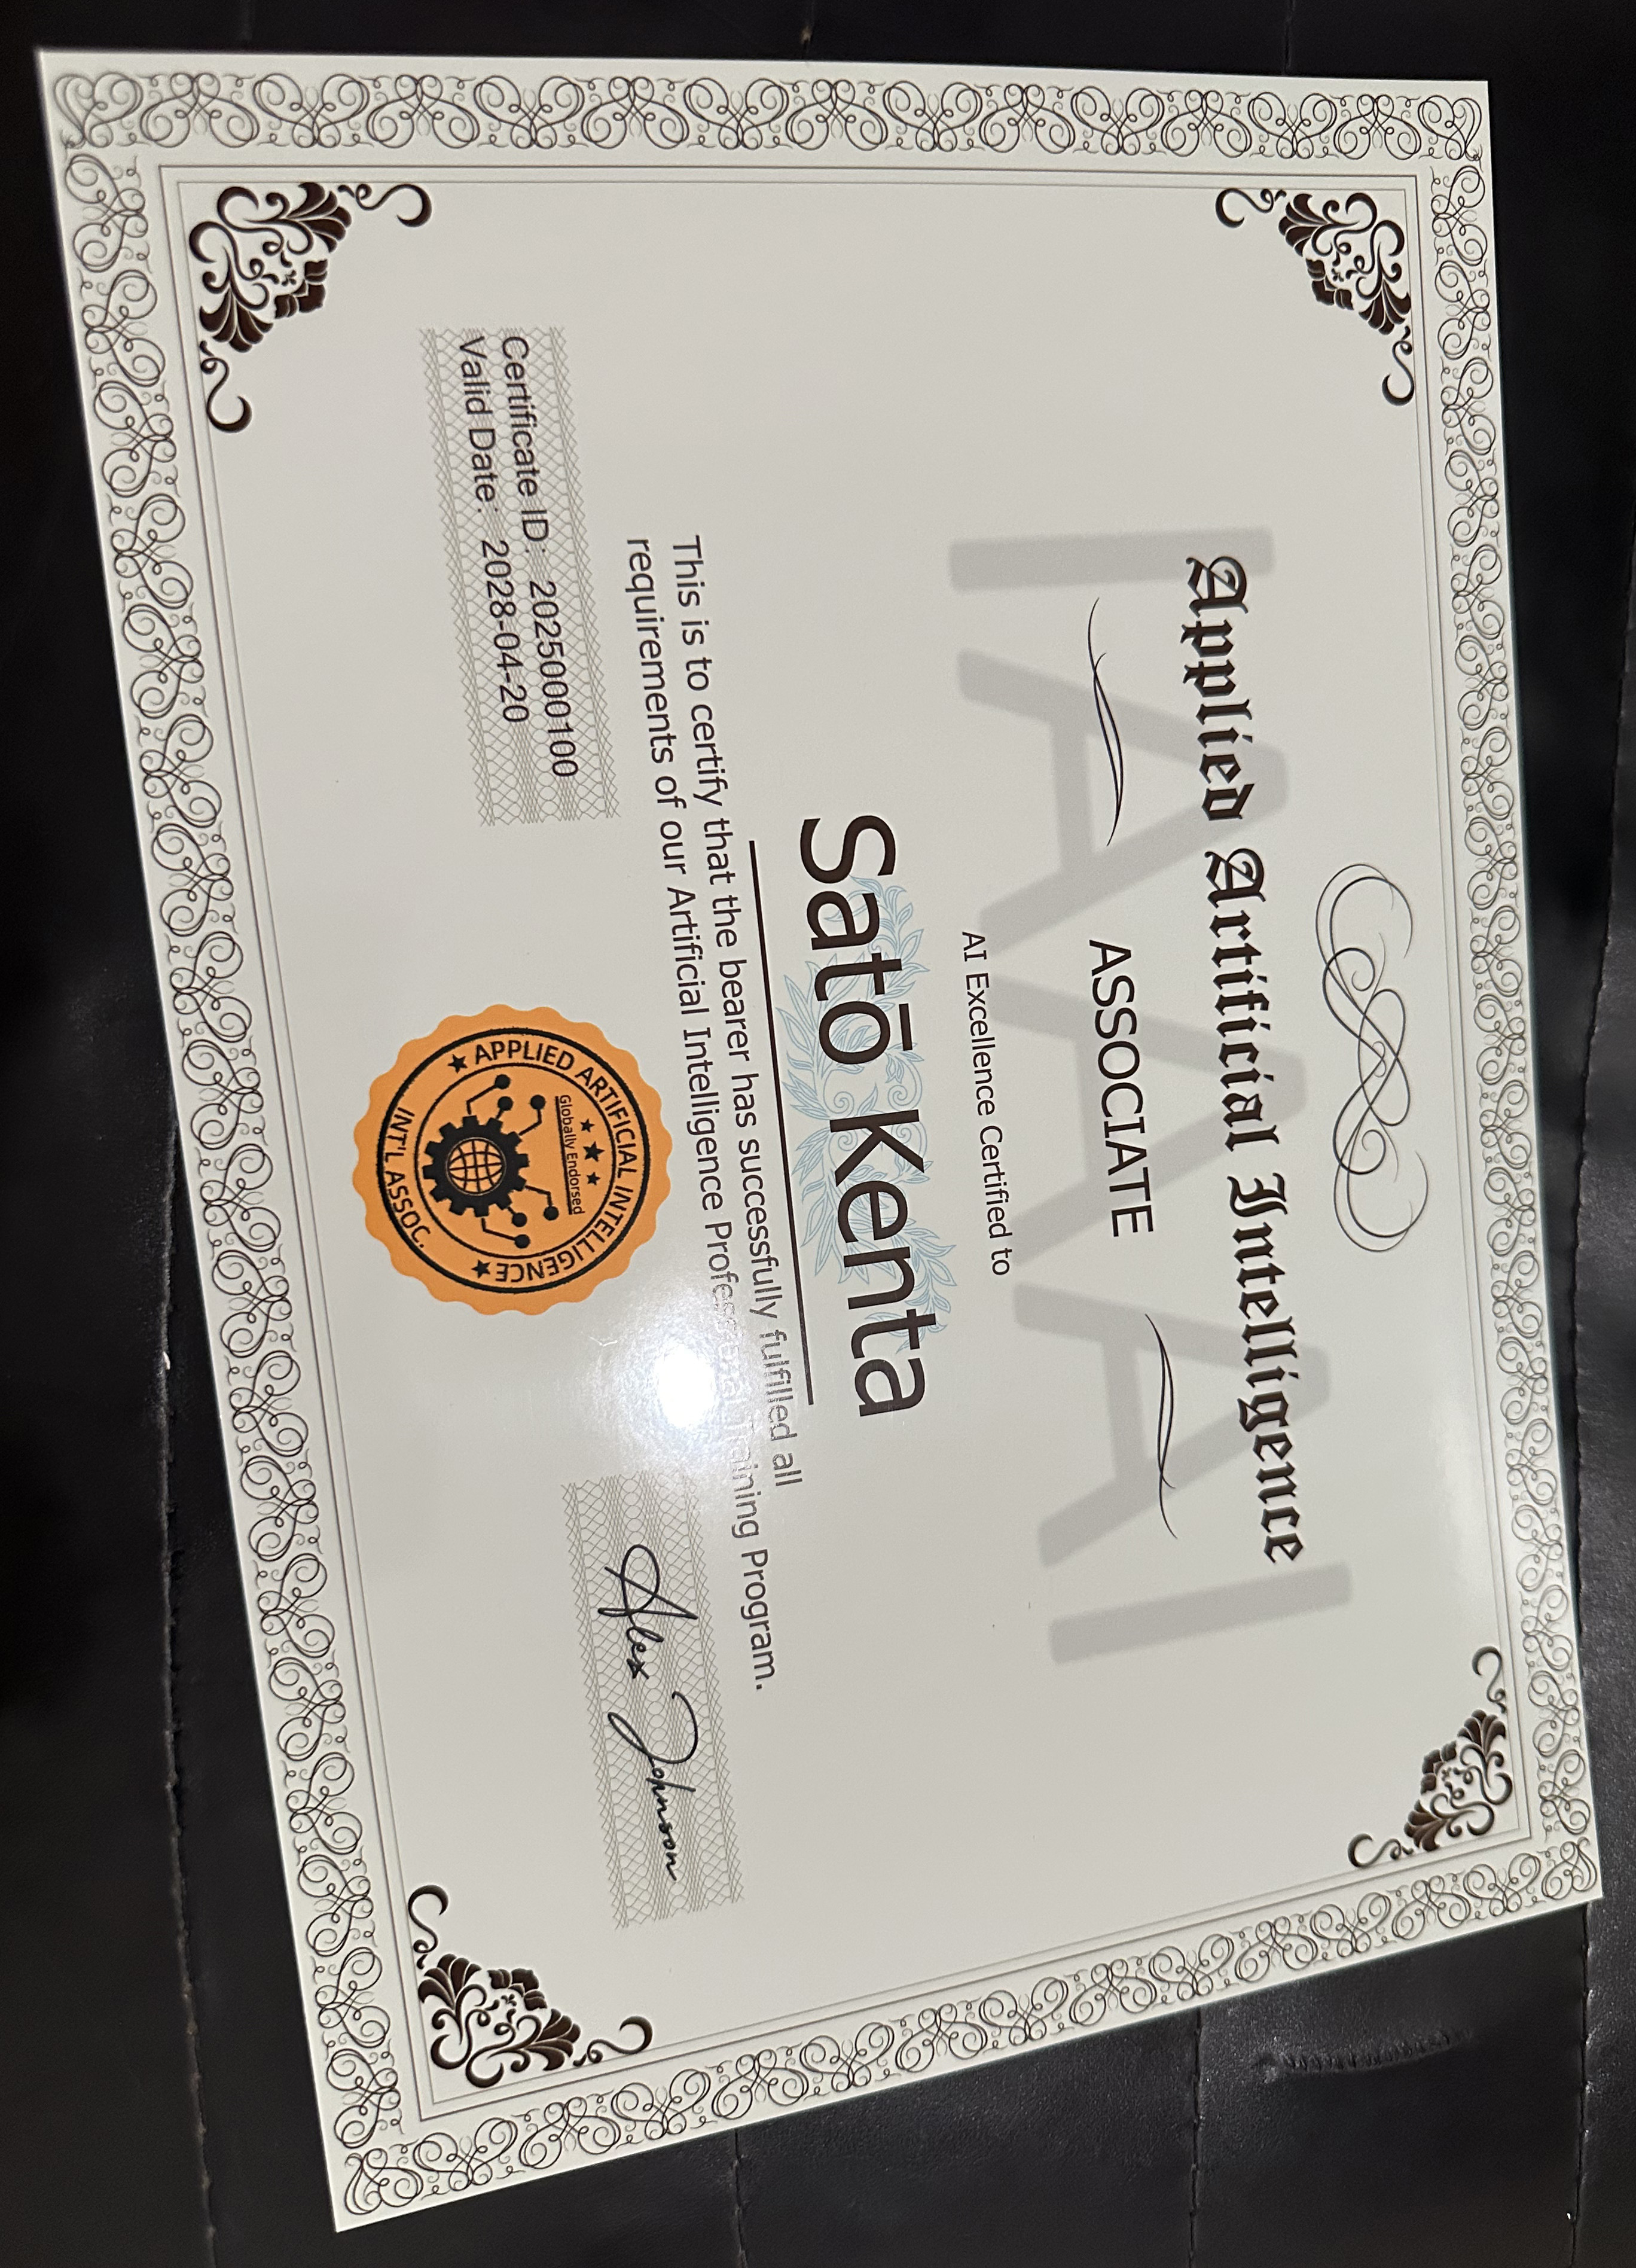 IAAAI
Applied Artificial Intelligence
ASSOCIATE
AI Excellence Certified to
Satō Kenta
This is to certify that the bearer has successfully fulfilled all
requirements of our Artificial Intelligence Professional Training Program.
Certificate ID: 2025000100
Valid Date: 2028-04-20
★ APPLIED ARTIFICIAL INTELLIGENCE ★
Globally Endorsed
INT'L ASSOC.
Alex Johnson